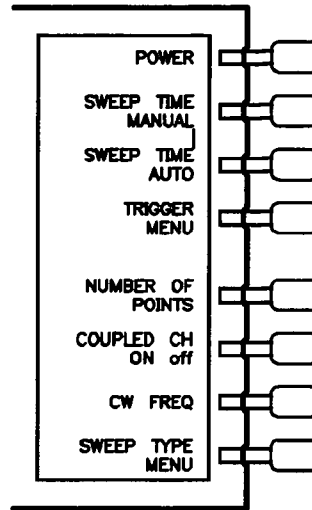 POWER
SWEEP TIME
MANUAL
SWEEP TIME
AUTO
TRIGGER
MENU
NUMBER OF
POINTS
COUPLED CH
ON off
CW FREQ
SWEEP TYPE
MENU